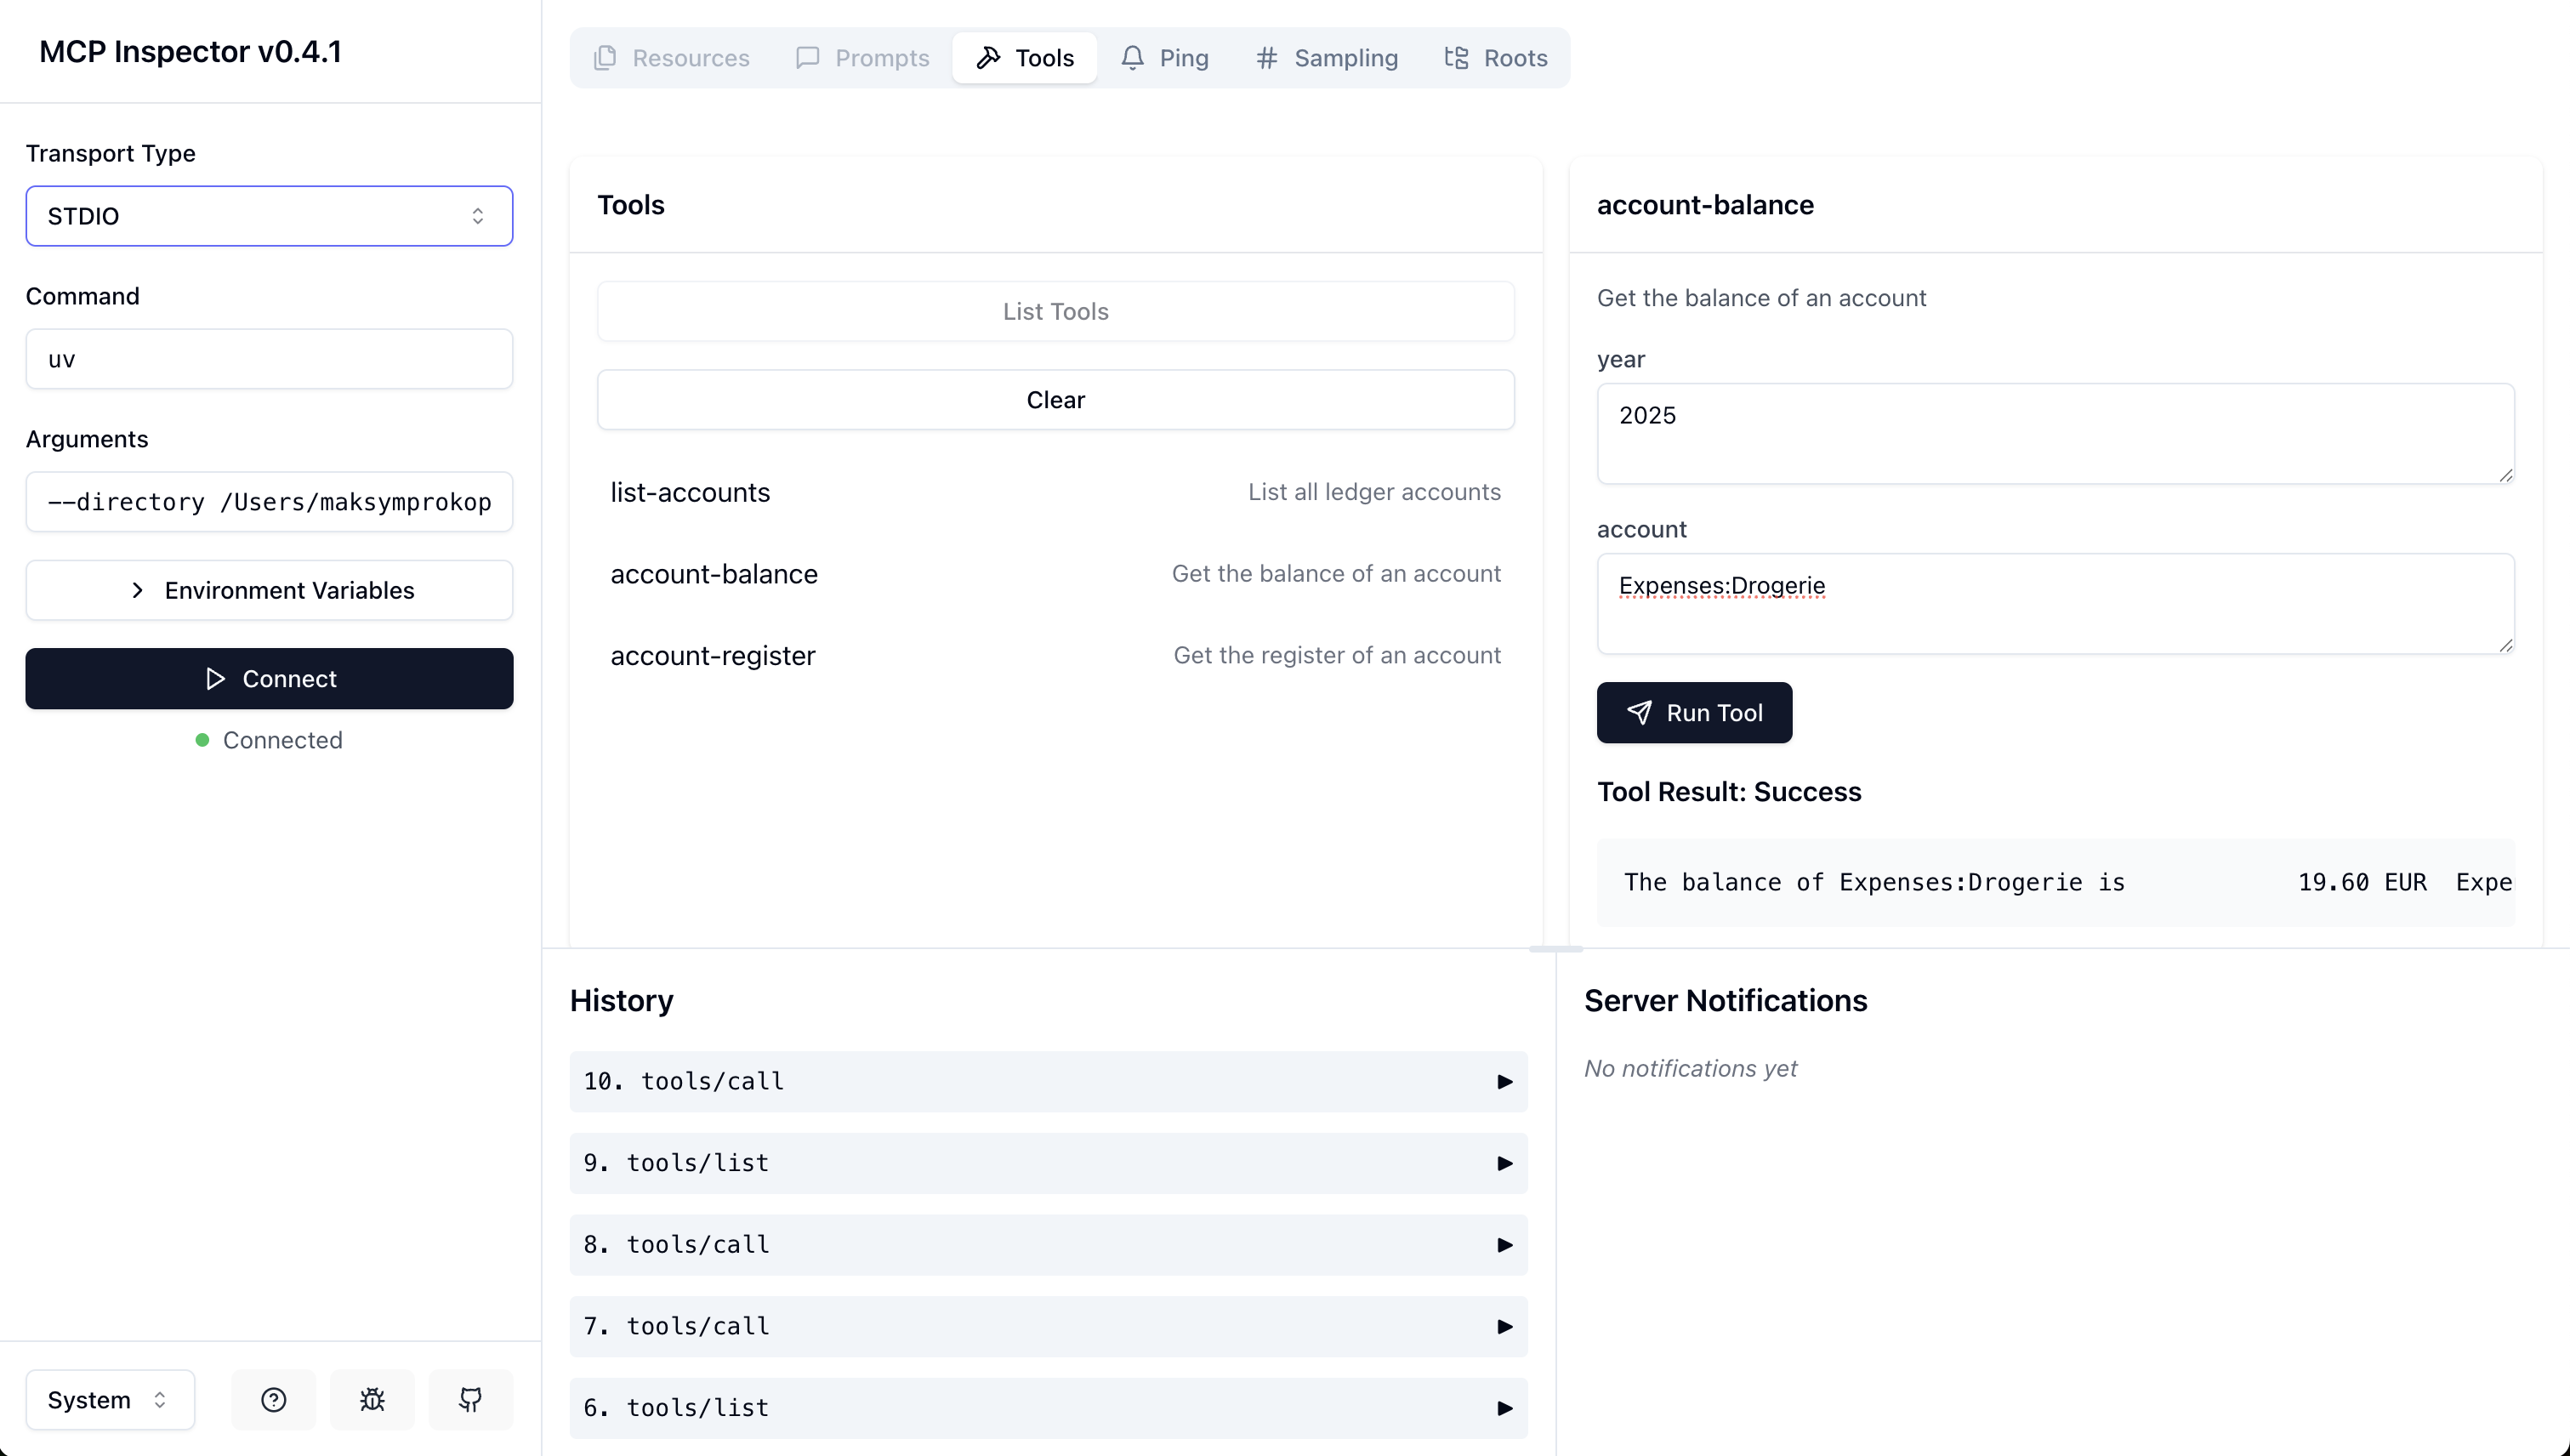 MCP Inspector v0.4.1
Transport Type
STDIO
Command
uv
Arguments
--directory /Users/maksymprokop
Environment Variables
Connect
Connected
System
Resources
Prompts
Tools
Ping
Sampling
Roots
Tools
List Tools
Clear
list-accounts List all ledger accounts
account-balance Get the balance of an account
account-register Get the register of an account
account-balance
Get the balance of an account
year
2025
account
Expenses:Drogerie
Run Tool
Tool Result: Success
The balance of Expenses:Drogerie is 19.60 EUR Expe
History
10. tools/call
9. tools/list
8. tools/call
7. tools/call
6. tools/list
Server Notifications
No notifications yet